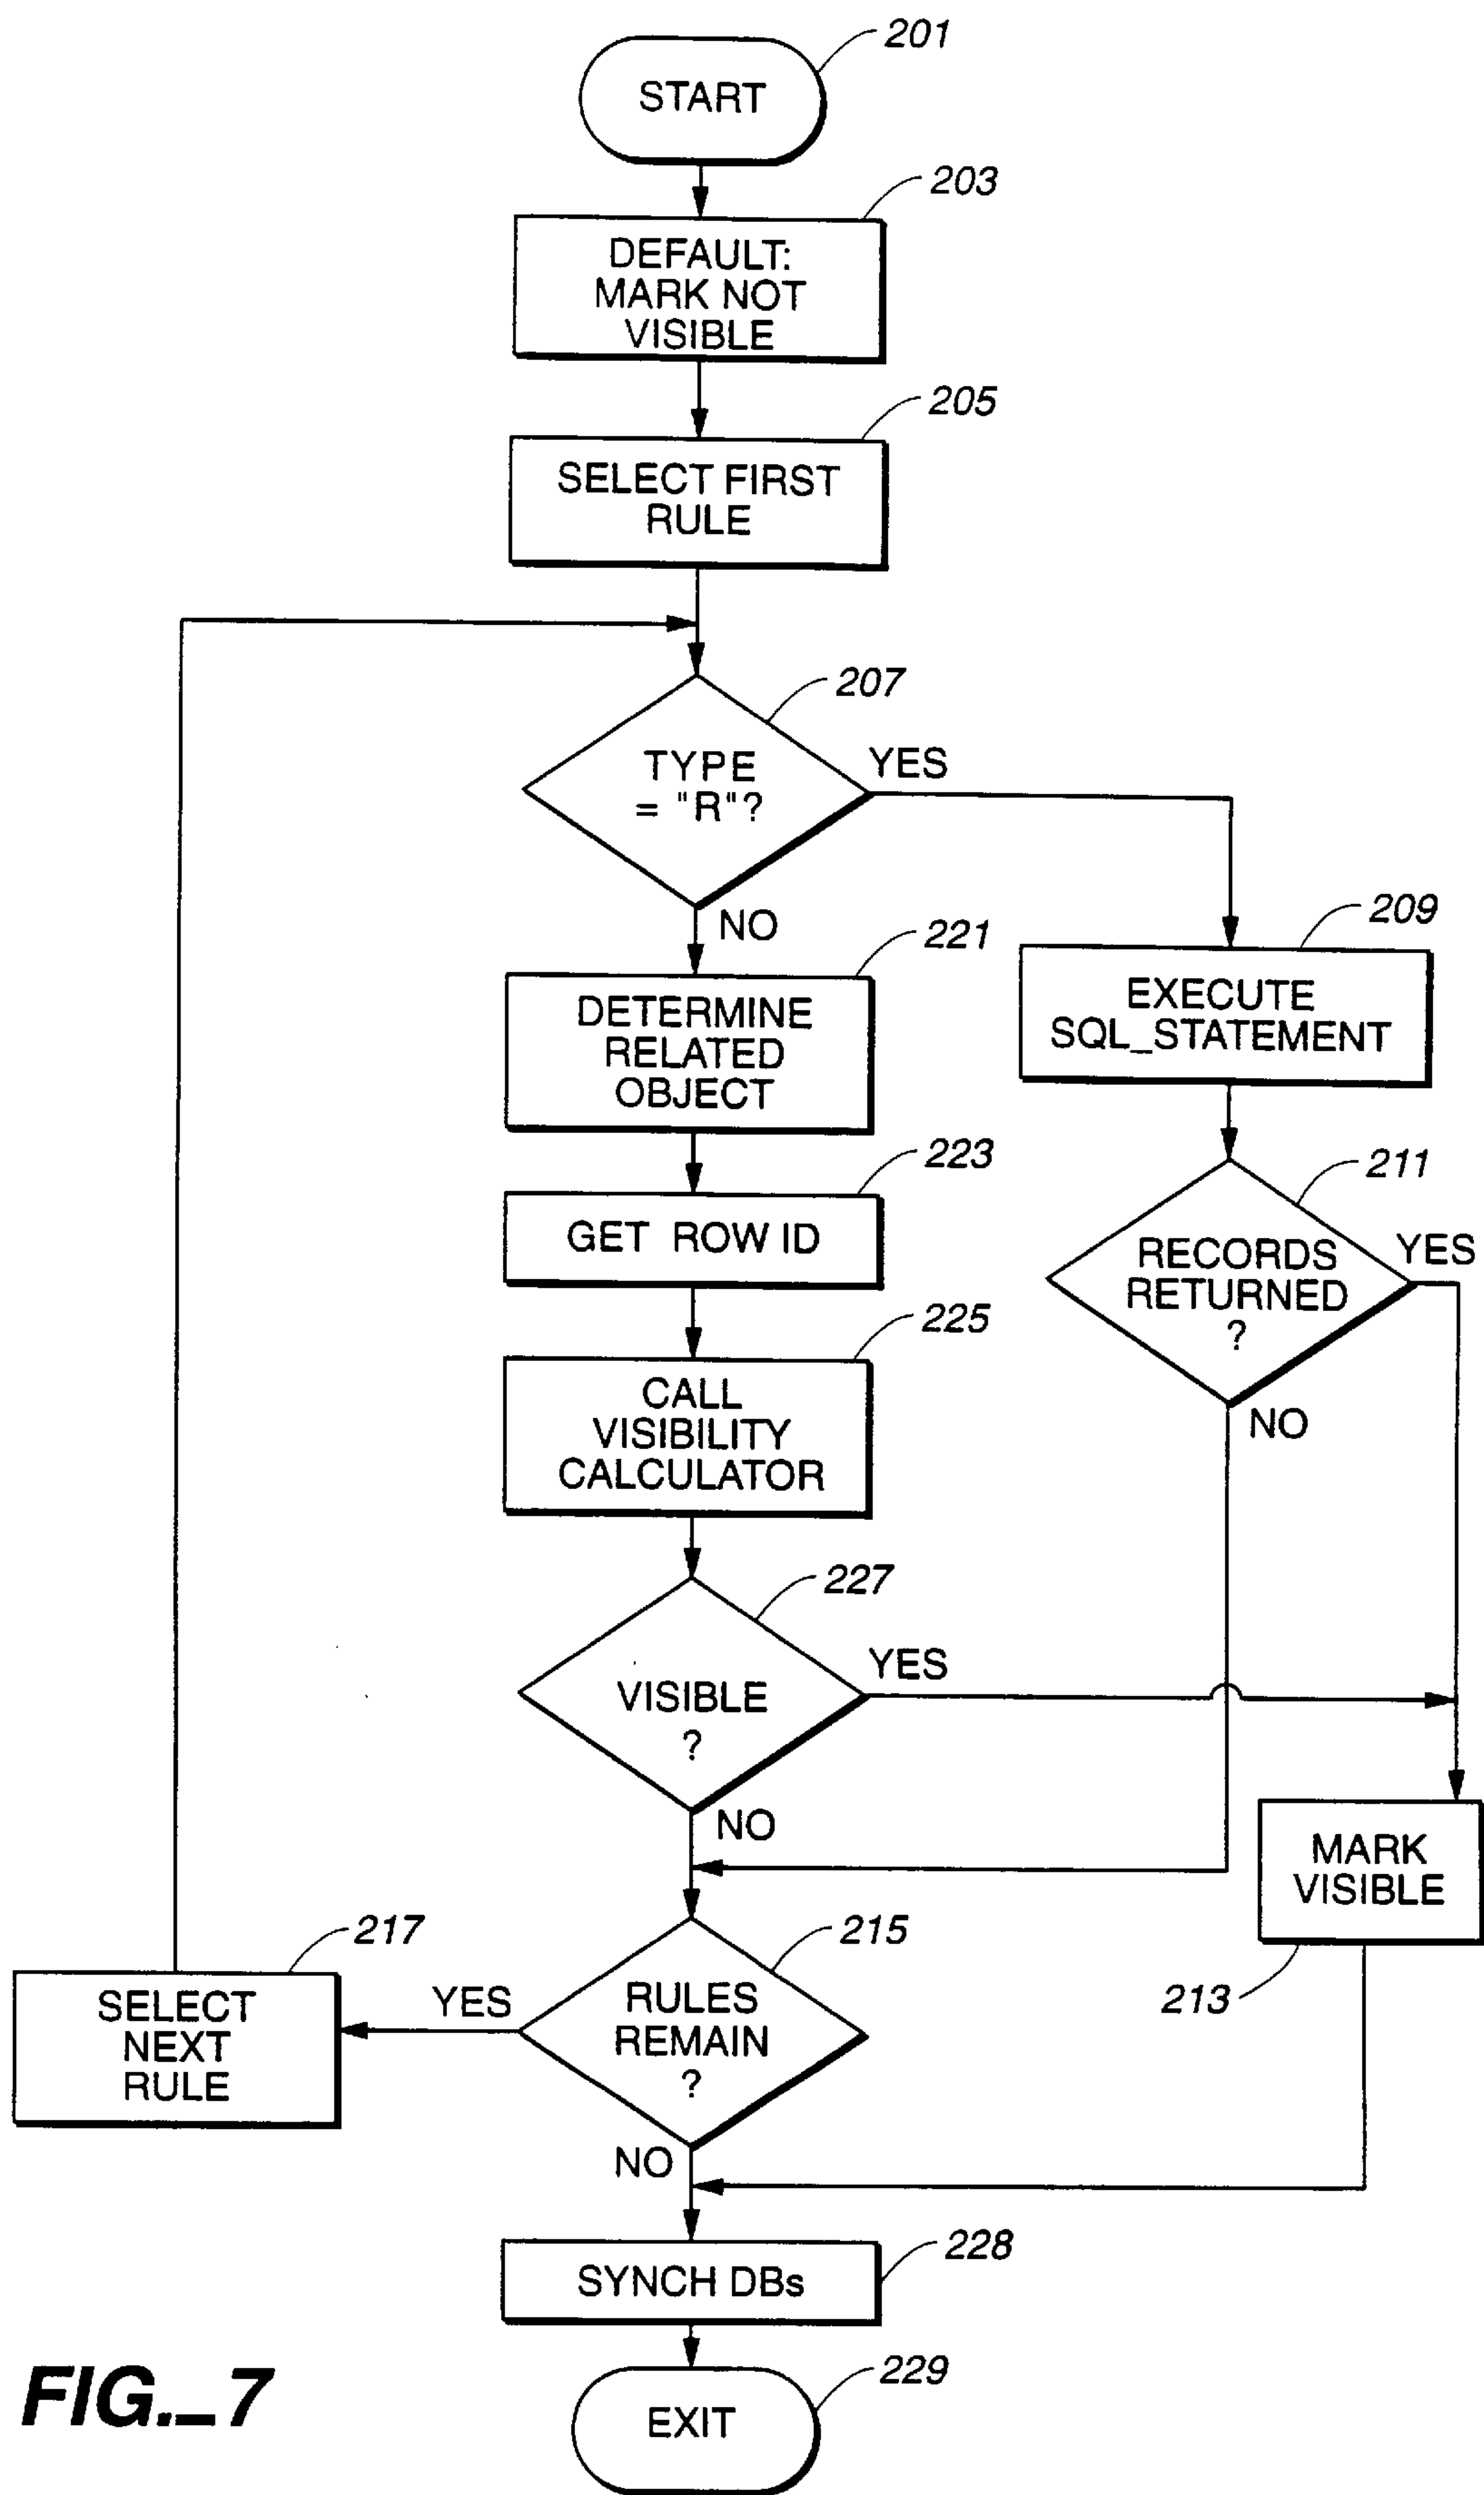 201
START
203
DEFAULT:
MARK NOT
VISIBLE
205
SELECT FIRST
RULE
207
TYPE
= "R"?
YES
NO
209
EXECUTE
SQL_STATEMENT
221
DETERMINE
RELATED
OBJECT
211
RECORDS
RETURNED
?
YES
NO
223
GET ROW ID
225
CALL
VISIBILITY
CALCULATOR
227
VISIBLE
?
YES
NO
MARK
VISIBLE
213
215
RULES
REMAIN
?
YES
NO
217
SELECT
NEXT
RULE
228
SYNCH DBs
229
EXIT
FIG._7